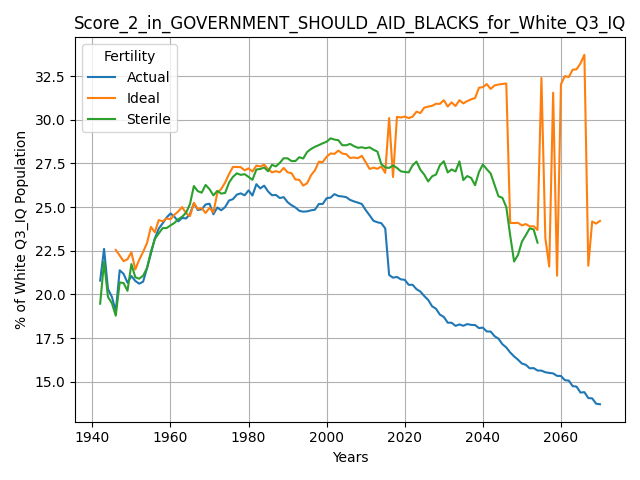 Score_2_in_GOVERNMENT_SHOULD_AID_BLACKS_for_White_Q3_IQ
Fertility
Actual
Ideal
Sterile
% of White Q3_IQ Population
32.5
30.0
27.5
25.0
22.5
20.0
17.5
15.0
1940 1960 1980 2000 2020 2040 2060
Years